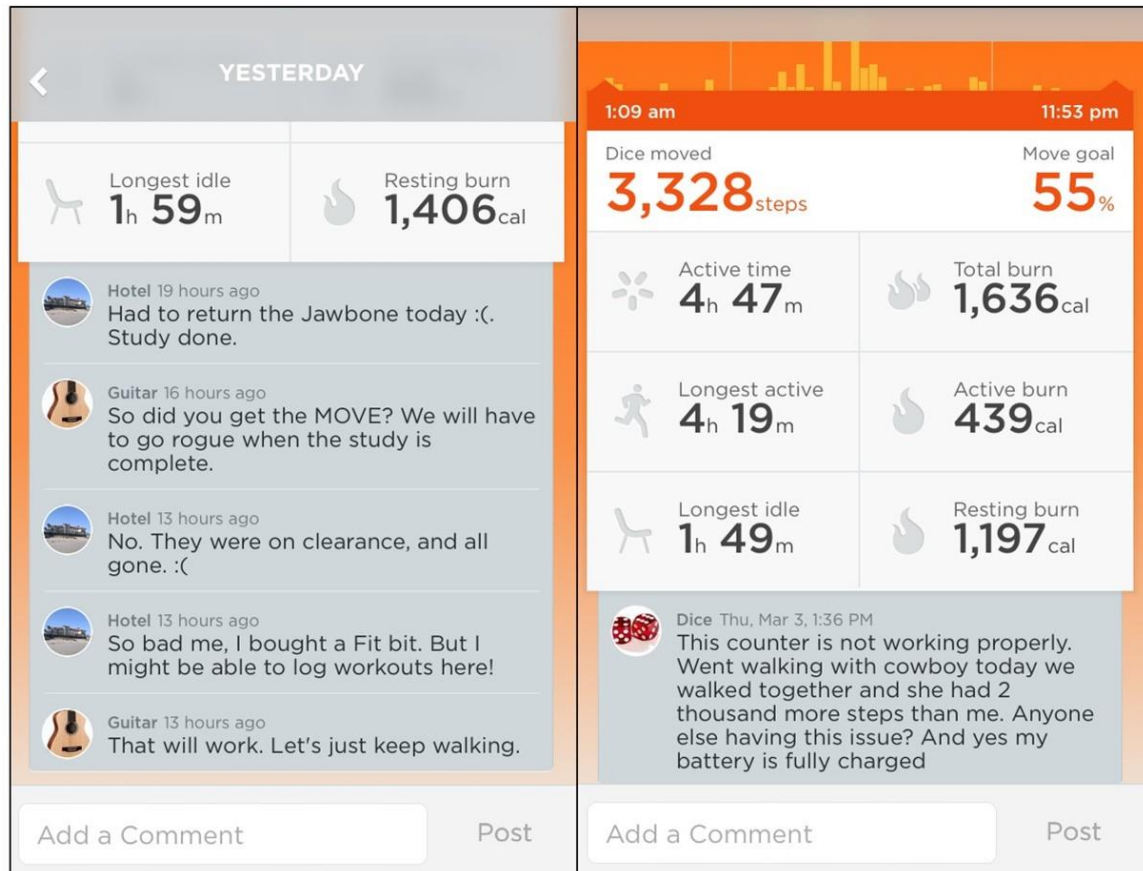 YESTERDAY
Longest idle
1h 59m
Resting burn
1,406cal
Hotel 19 hours ago
Had to return the Jawbone today :(.
Study done.
Guitar 16 hours ago
So did you get the MOVE? We will have
to go rogue when the study is
complete.
Hotel 13 hours ago
No. They were on clearance, and all
gone. :(
Hotel 13 hours ago
So bad me, I bought a Fit bit. But I
might be able to log workouts here!
Guitar 13 hours ago
That will work. Let's just keep walking.
Add a Comment
Post
1:09 am
11:53 pm
Dice moved
3,328steps
Move goal
55%
Active time
4h 47m
Total burn
1,636cal
Longest active
4h 19m
Active burn
439cal
Longest idle
1h 49m
Resting burn
1,197cal
Dice Thu, Mar 3, 1:36 PM
This counter is not working properly.
Went walking with cowboy today we
walked together and she had 2
thousand more steps than me. Anyone
else having this issue? And yes my
battery is fully charged
Add a Comment
Post